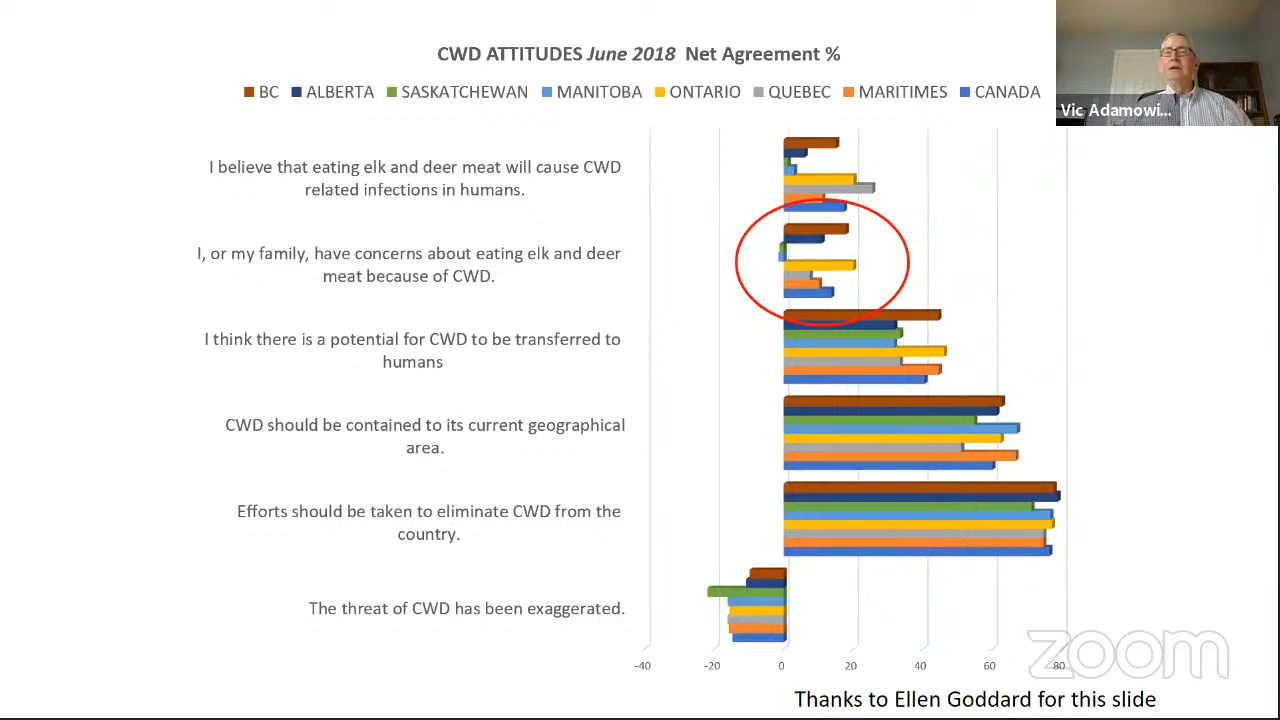 CWD ATTITUDES June 2018 Net Agreement %
BC ALBERTA SASKATCHEWAN MANITOBA ONTARIO QUEBEC MARITIMES CANADA
Vic Adamowi...
I believe that eating elk and deer meat will cause CWD
related infections in humans.
I, or my family, have concerns about eating elk and deer
meat because of CWD.
I think there is a potential for CWD to be transferred to
humans
CWD should be contained to its current geographical
area.
Efforts should be taken to eliminate CWD from the
country.
The threat of CWD has been exaggerated.
-40 -20 0 20 40 60 80
zoom
Thanks to Ellen Goddard for this slide